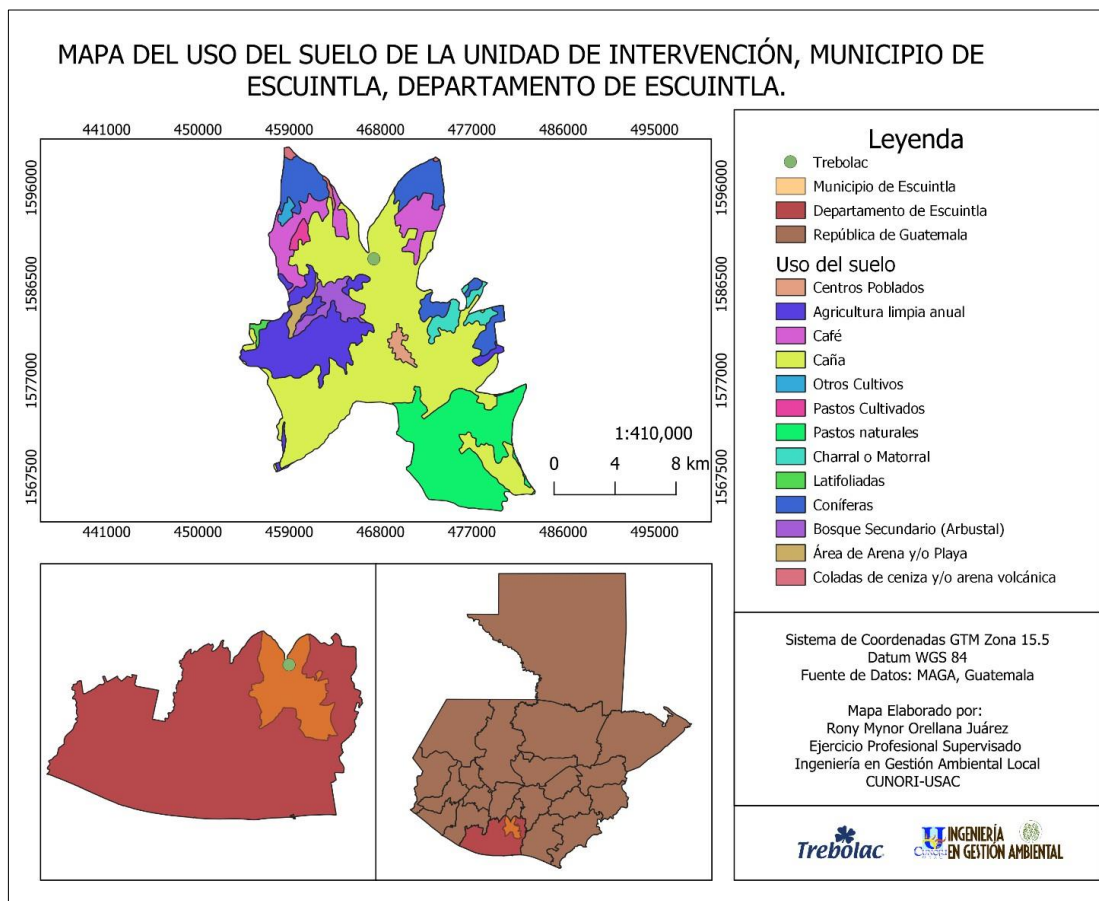 MAPA DEL USO DEL SUELO DE LA UNIDAD DE INTERVENCIÓN, MUNICIPIO DE
ESCUINTLA, DEPARTAMENTO DE ESCUINTLA.
441000 450000 459000 468000 477000 486000 495000
1596000 1596000
1586500 1586500
1577000 1577000
1567500 1567500
1:410,000
0 4 8 km
441000 450000 459000 468000 477000 486000 495000
Leyenda
Trebolac
Municipio de Escuintla
Departamento de Escuintla
República de Guatemala
Uso del suelo
Centros Poblados
Agricultura limpia anual
Café
Caña
Otros Cultivos
Pastos Cultivados
Pastos naturales
Charral o Matorral
Latifoliadas
Coníferas
Bosque Secundario (Arbustal)
Área de Arena y/o Playa
Coladas de ceniza y/o arena volcánica
Sistema de Coordenadas GTM Zona 15.5
Datum WGS 84
Fuente de Datos: MAGA, Guatemala
Mapa Elaborado por:
Rony Mynor Orellana Juárez
Ejercicio Profesional Supervisado
Ingeniería en Gestión Ambiental Local
CUNORI-USAC
Trebolac
INGENIERÍA
EN GESTIÓN AMBIENTAL